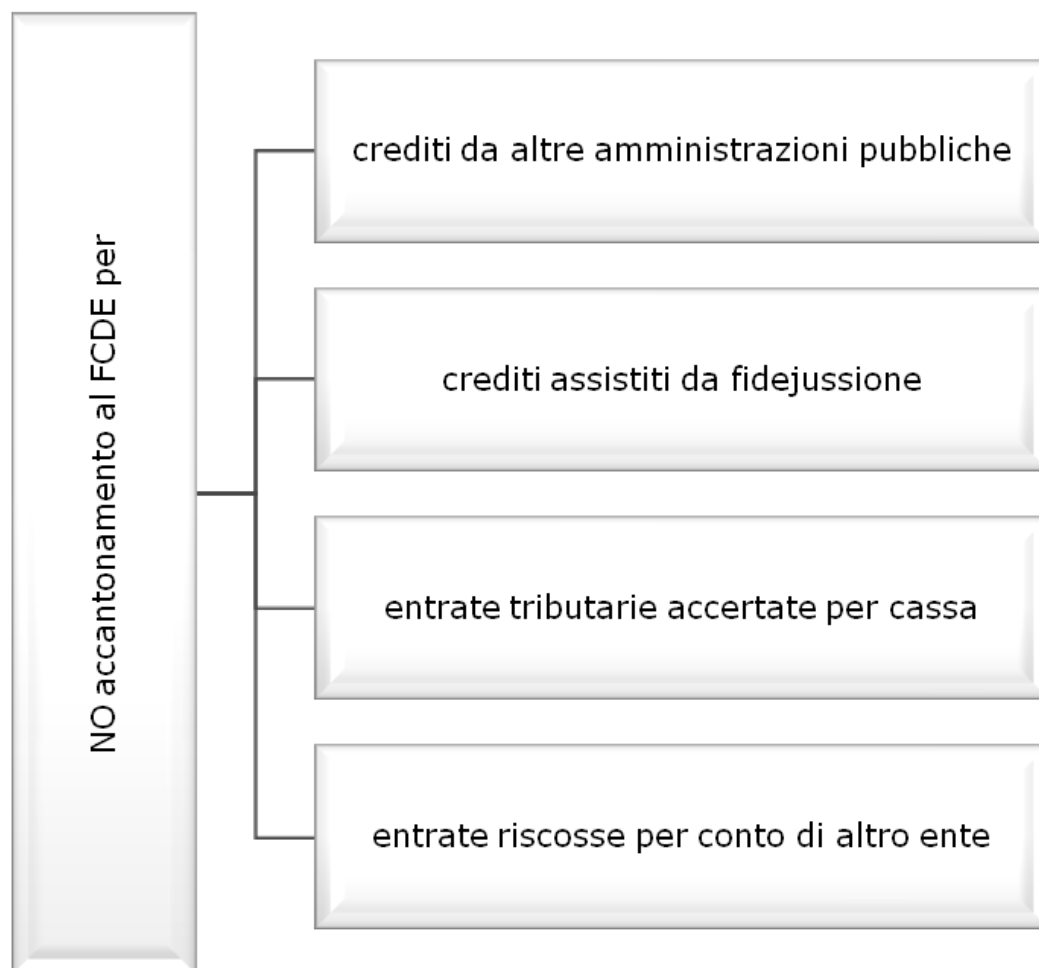 NO accantonamento al FCDE per
crediti da altre amministrazioni pubbliche
crediti assistiti da fidejussione
entrate tributarie accertate per cassa
entrate riscosse per conto di altro ente